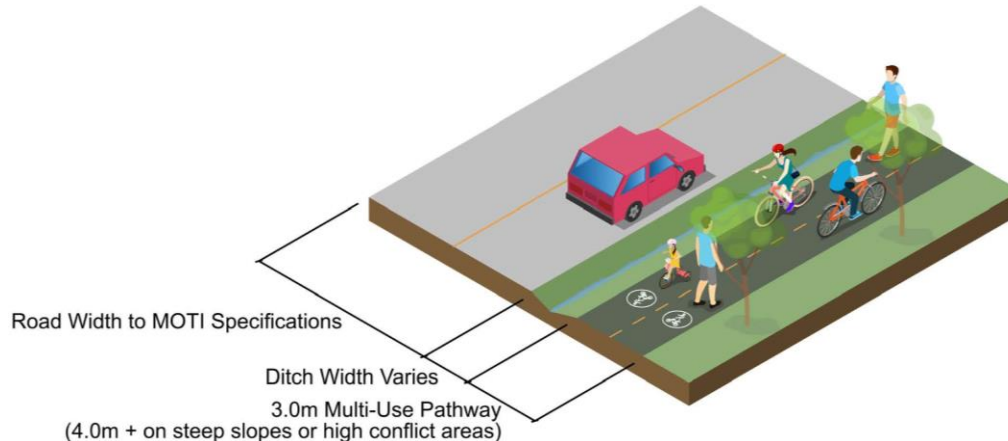 Road Width to MOTI Specifications
Ditch Width Varies
3.0m Multi-Use Pathway
(4.0m + on steep slopes or high conflict areas)